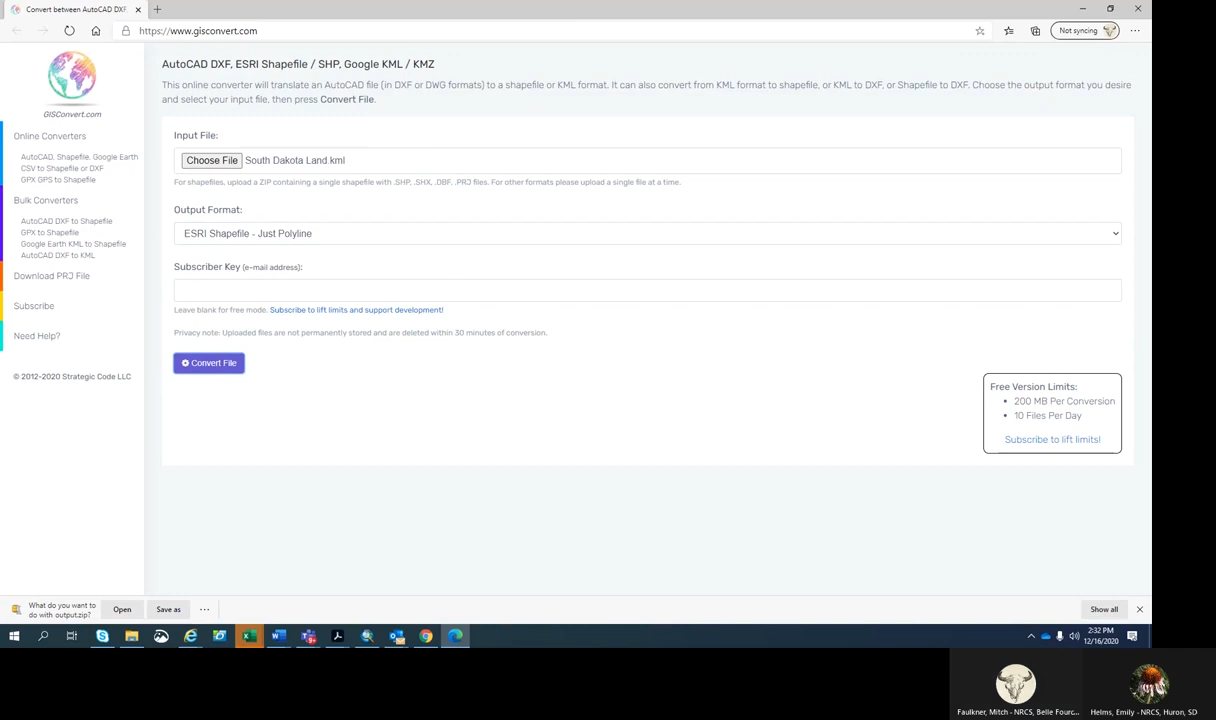 Convert between AutoCAD DXF
https://www.gisconvert.com
Not syncing
GISConvert.com
Online Converters
AutoCAD, Shapefile, Google Earth
CSV to Shapefile or DXF
GPX GPS to Shapefile
Bulk Converters
AutoCAD DXF to Shapefile
GPX to Shapefile
Google Earth KML to Shapefile
AutoCAD DXF to KML
Download PRJ File
Subscribe
Need Help?
© 2012-2020 Strategic Code LLC
AutoCAD DXF, ESRI Shapefile / SHP, Google KML / KMZ
This online converter will translate an AutoCAD file (in DXF or DWG formats) to a shapefile or KML format. It can also convert from KML format to shapefile, or KML to DXF, or Shapefile to DXF. Choose the output format you desire
and select your input file, then press Convert File.
Input File:
Choose File South Dakota Land.kml
For shapefiles, upload a ZIP containing a single shapefile with .SHP, .SHX, .DBF, .PRJ files. For other formats please upload a single file at a time.
Output Format:
ESRI Shapefile - Just Polyline
Subscriber Key (e-mail address):
Leave blank for free mode. Subscribe to lift limits and support development!
Privacy note: Uploaded files are not permanently stored and are deleted within 30 minutes of conversion.
Convert File
Free Version Limits:
200 MB Per Conversion
10 Files Per Day
Subscribe to lift limits!
What do you want to
do with output.zip?
Open
Save as
Show all
2:32 PM
12/16/2020
Faulkner, Mitch - NRCS, Belle Fourc...
Helms, Emily - NRCS, Huron, SD